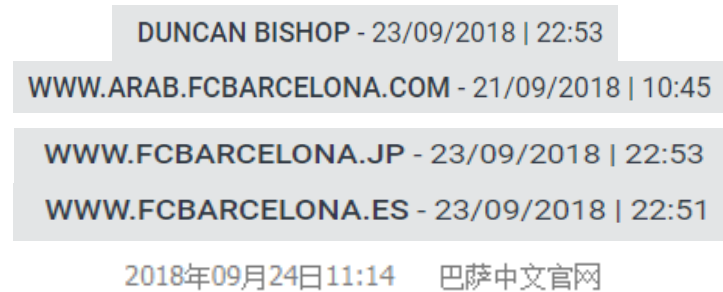 DUNCAN BISHOP - 23/09/2018 | 22:53
WWW.ARAB.FCBARCELONA.COM - 21/09/2018 | 10:45
WWW.FCBARCELONA.JP - 23/09/2018 | 22:53
WWW.FCBARCELONA.ES - 23/09/2018 | 22:51
2018年09月24日11:14 巴萨中文官网